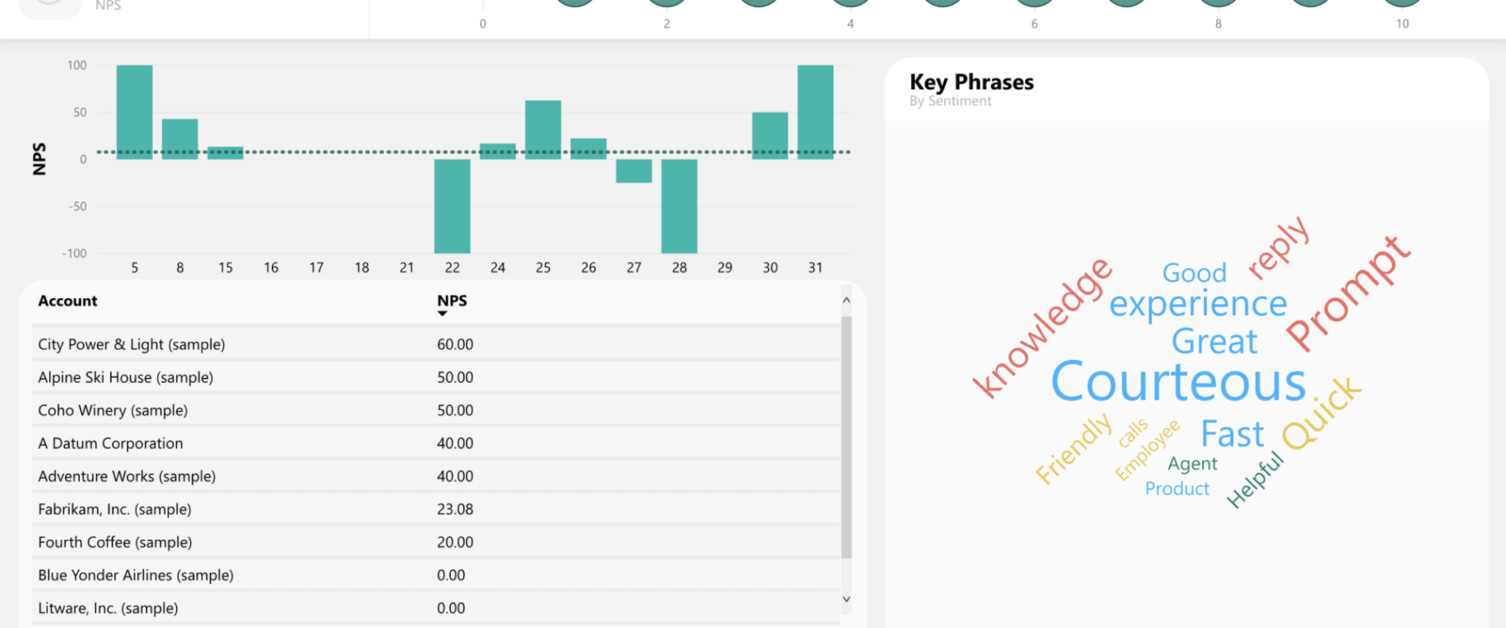 NPS
0 2 4 6 8 10
100
50
0
-50
-100
NPS
5 8 15 16 17 18 21 22 24 25 26 27 28 29 30 31
Account NPS
City Power & Light (sample) 60.00
Alpine Ski House (sample) 50.00
Coho Winery (sample) 50.00
A Datum Corporation 40.00
Adventure Works (sample) 40.00
Fabrikam, Inc. (sample) 23.08
Fourth Coffee (sample) 20.00
Blue Yonder Airlines (sample) 0.00
Litware, Inc. (sample) 0.00
Key Phrases
By Sentiment
reply
Prompt
knowledge
Good
experience
Great
Courteous
Quick
Friendly
calls
Employee
Fast
Agent
Helpful
Product